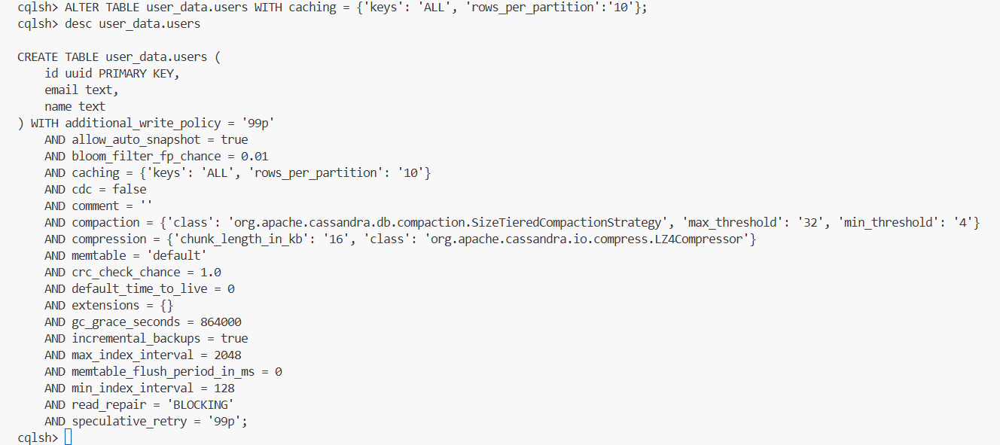 cqlsh> ALTER TABLE user_data.users WITH caching = {'keys': 'ALL', 'rows_per_partition':'10'};
cqlsh> desc user_data.users
CREATE TABLE user_data.users (
    id uuid PRIMARY KEY,
    email text,
    name text
) WITH additional_write_policy = '99p'
    AND allow_auto_snapshot = true
    AND bloom_filter_fp_chance = 0.01
    AND caching = {'keys': 'ALL', 'rows_per_partition': '10'}
    AND cdc = false
    AND comment = ''
    AND compaction = {'class': 'org.apache.cassandra.db.compaction.SizeTieredCompactionStrategy', 'max_threshold': '32', 'min_threshold': '4'}
    AND compression = {'chunk_length_in_kb': '16', 'class': 'org.apache.cassandra.io.compress.LZ4Compressor'}
    AND memtable = 'default'
    AND crc_check_chance = 1.0
    AND default_time_to_live = 0
    AND extensions = {}
    AND gc_grace_seconds = 864000
    AND incremental_backups = true
    AND max_index_interval = 2048
    AND memtable_flush_period_in_ms = 0
    AND min_index_interval = 128
    AND read_repair = 'BLOCKING'
    AND speculative_retry = '99p';
cqlsh>